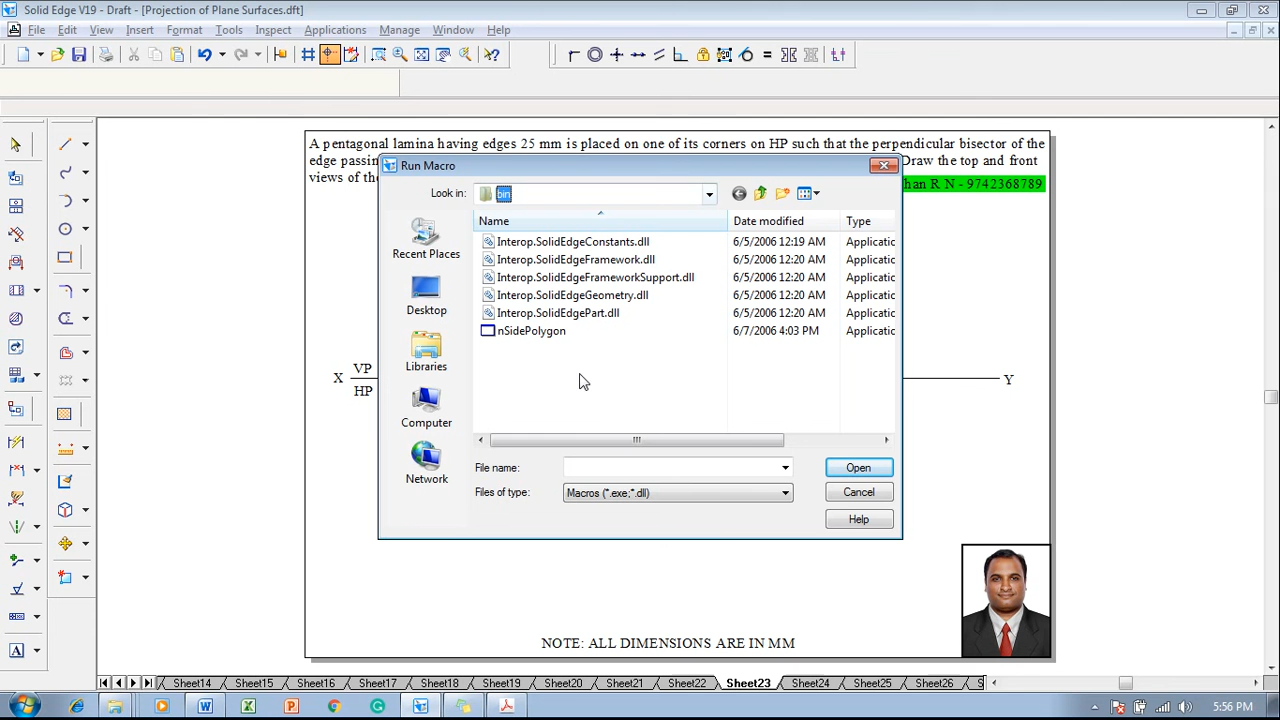 Solid Edge V19 - Draft - [Projection of Plane Surfaces.dft]
File Edit View Insert Format Tools Inspect Applications Manage Window Help
A pentagonal lamina having edges 25 mm is placed on one of its corners on HP such that the perpendicular bisector of the
edge passin
Draw the top and front
views of the
han R N - 9742368789
Run Macro
Look in: bin
Name Date modified Type
Interop.SolidEdgeConstants.dll 6/5/2006 12:19 AM Applicatic
Interop.SolidEdgeFramework.dll 6/5/2006 12:20 AM Applicatic
Interop.SolidEdgeFrameworkSupport.dll 6/5/2006 12:20 AM Applicatic
Interop.SolidEdgeGeometry.dll 6/5/2006 12:20 AM Applicatic
Interop.SolidEdgePart.dll 6/5/2006 12:20 AM Applicatic
nSidePolygon 6/7/2006 4:03 PM Applicatic
Recent Places
Desktop
Libraries
Computer
Network
File name:
Open
Files of type: Macros (*.exe;*.dll)
Cancel
Help
X VP
HP
Y
NOTE: ALL DIMENSIONS ARE IN MM
Sheet14 Sheet15 Sheet16 Sheet17 Sheet18 Sheet19 Sheet20 Sheet21 Sheet22 Sheet23 Sheet24 Sheet25 Sheet26 S
5:56 PM